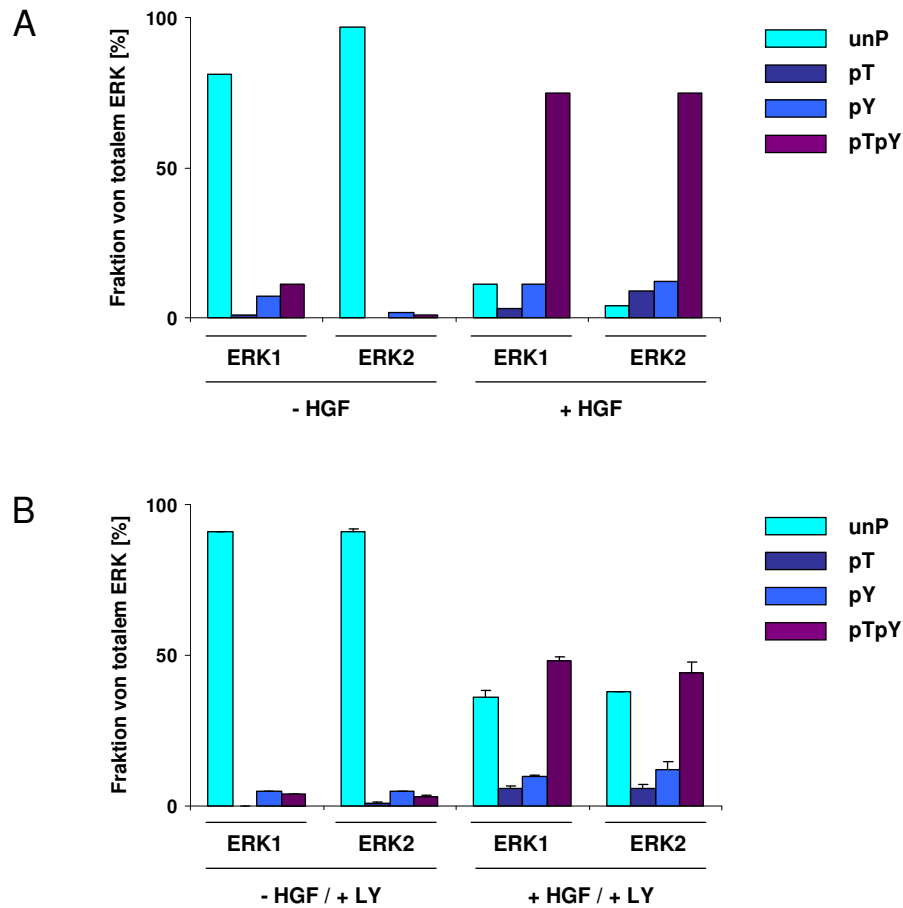 A
Fraktion von totalem ERK [%]
100
50
0
ERK1
ERK2
ERK1
ERK2
- HGF
+ HGF
unP
pT
pY
pTpY
B
Fraktion von totalem ERK [%]
100
50
0
ERK1
ERK2
ERK1
ERK2
- HGF / + LY
+ HGF / + LY
unP
pT
pY
pTpY